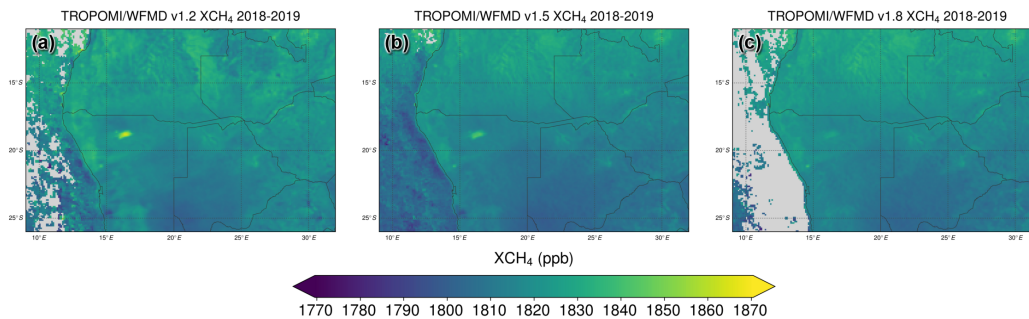 TROPOMI/WFMD v1.2 XCH₄ 2018-2019
(a)
15° S
20° S
25° S
10° E 15° E 20° E 25° E 30° E
TROPOMI/WFMD v1.5 XCH₄ 2018-2019
(b)
15° S
20° S
25° S
10° E 15° E 20° E 25° E 30° E
TROPOMI/WFMD v1.8 XCH₄ 2018-2019
(c)
15° S
20° S
25° S
10° E 15° E 20° E 25° E 30° E
XCH₄ (ppb)
1770 1780 1790 1800 1810 1820 1830 1840 1850 1860 1870